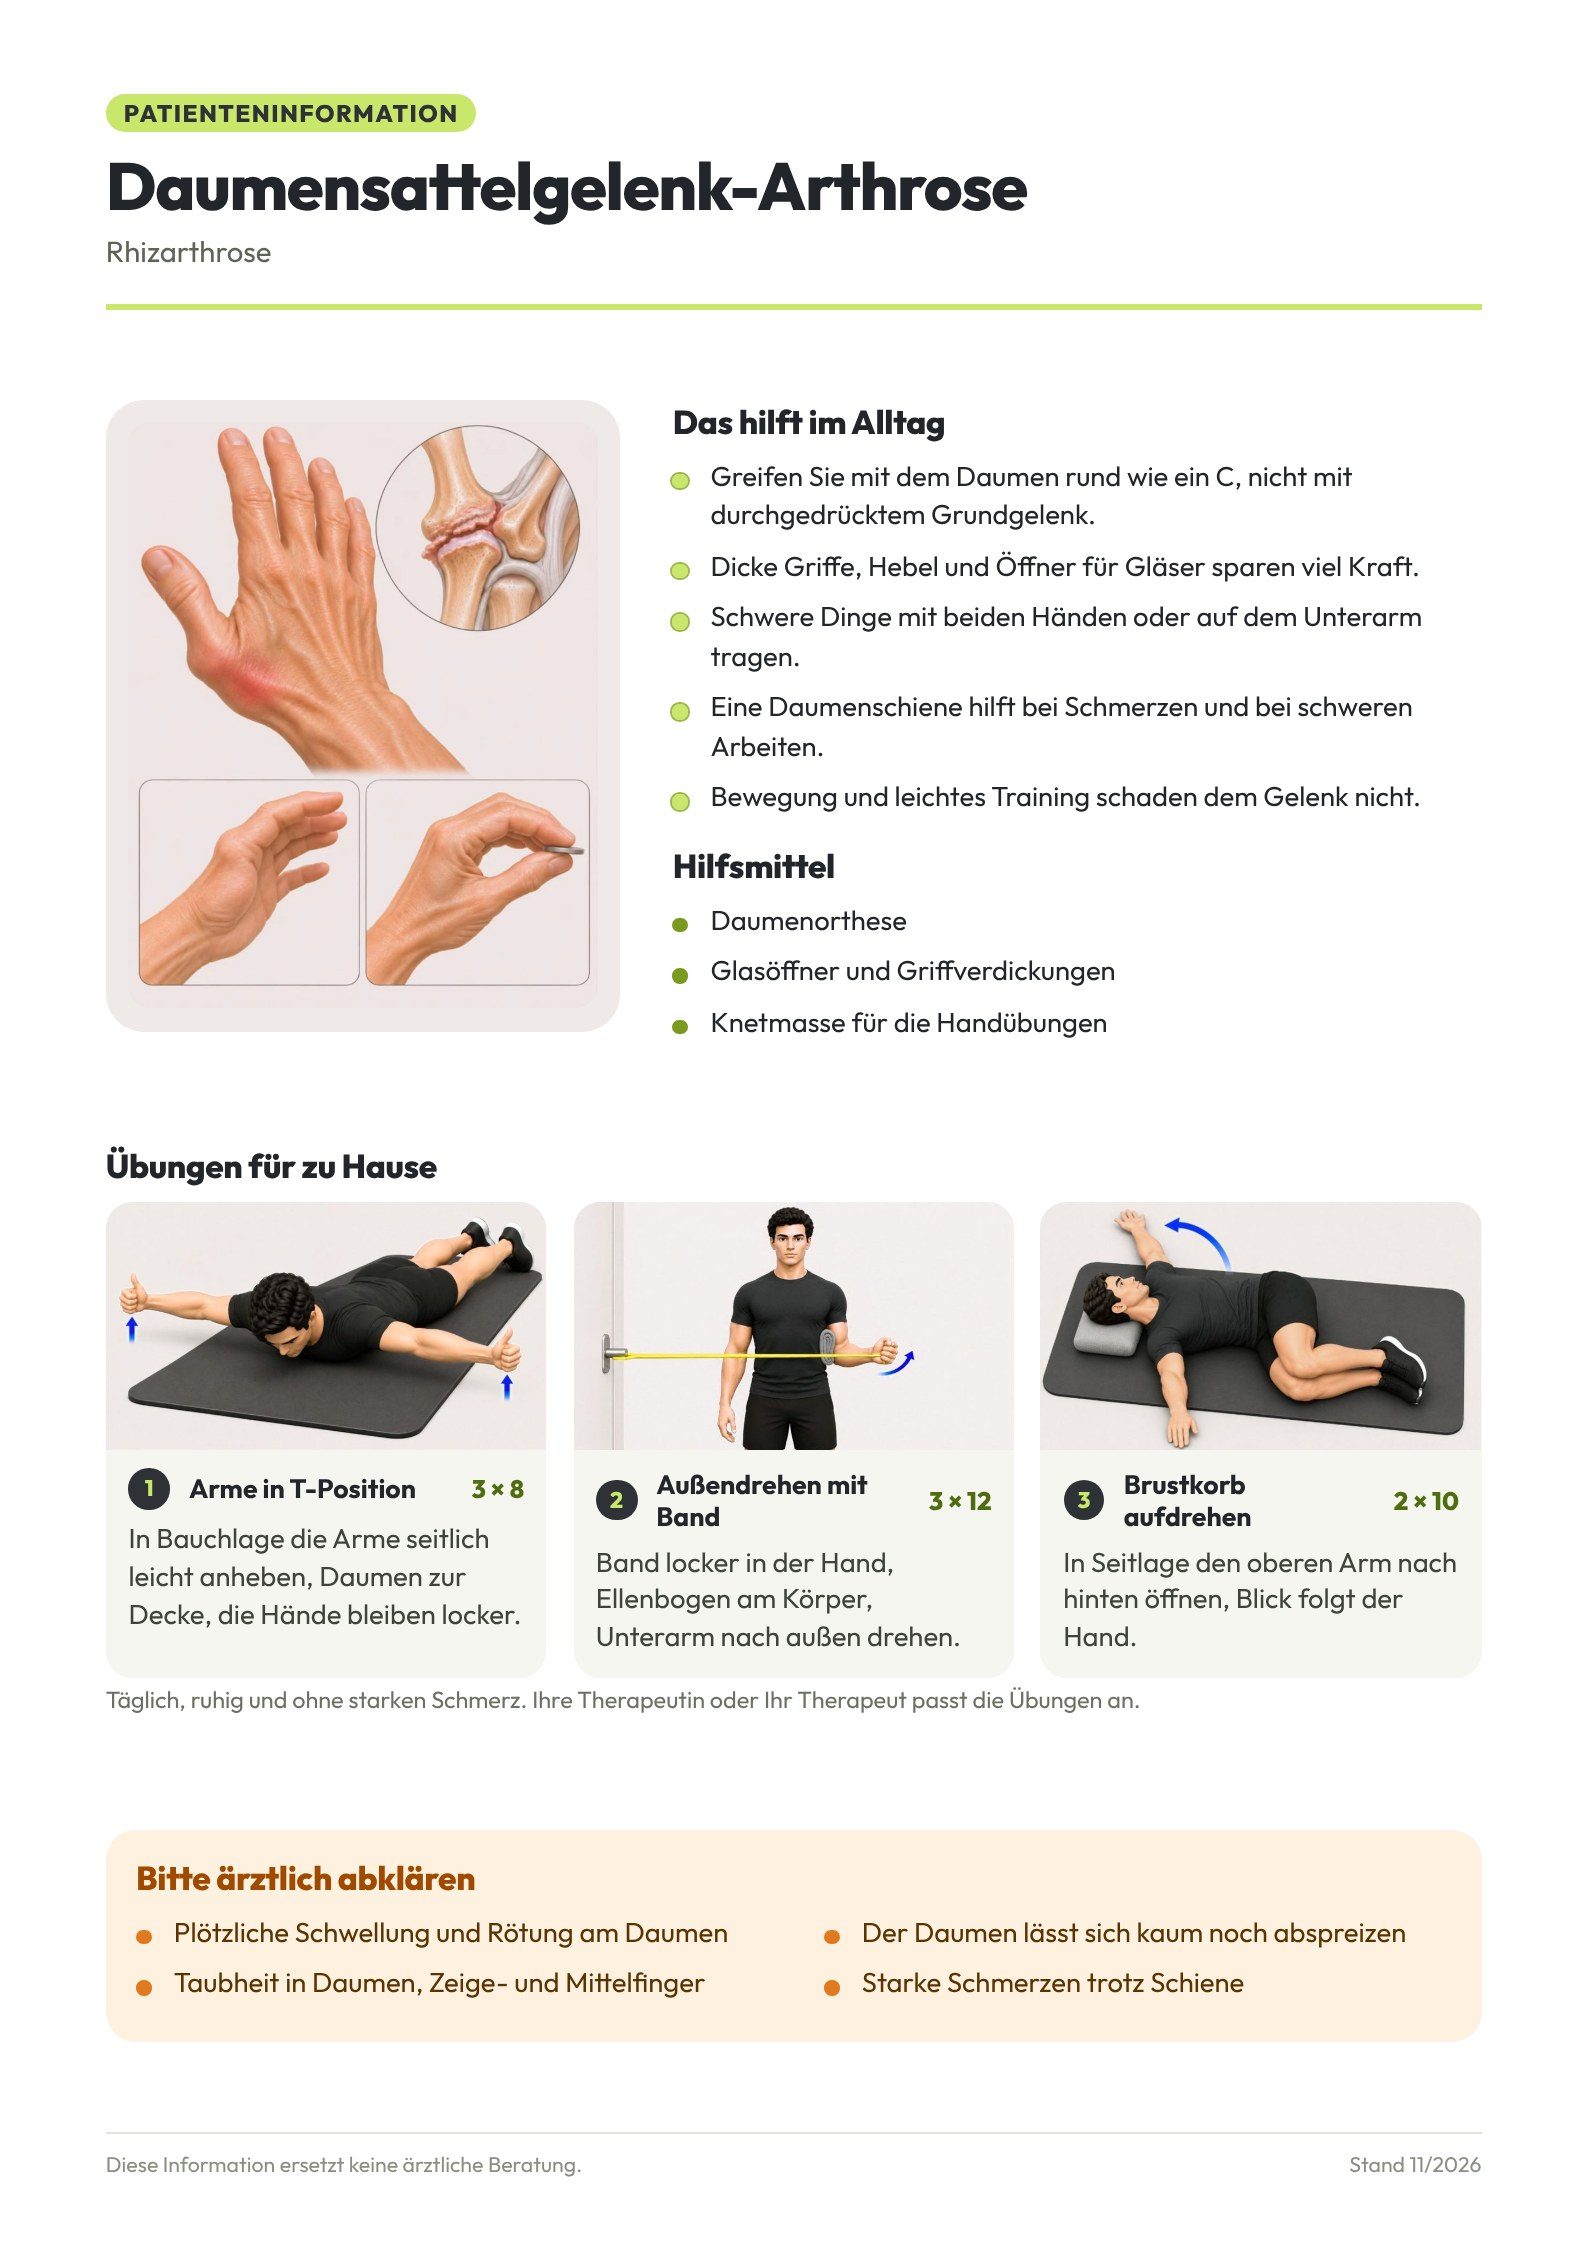 PATIENTENINFORMATION
Daumensattelgelenk-Arthrose
Rhizarthrose
Das hilft im Alltag
Greifen Sie mit dem Daumen rund wie ein C, nicht mit
durchgedrücktem Grundgelenk.
Dicke Griffe, Hebel und Öffner für Gläser sparen viel Kraft.
Schwere Dinge mit beiden Händen oder auf dem Unterarm
tragen.
Eine Daumenschiene hilft bei Schmerzen und bei schweren
Arbeiten.
Bewegung und leichtes Training schaden dem Gelenk nicht.
Hilfsmittel
Daumenorthese
Glasöffner und Griffverdickungen
Knetmasse für die Handübungen
Übungen für zu Hause
1 Arme in T-Position 3 × 8
In Bauchlage die Arme seitlich
leicht anheben, Daumen zur
Decke, die Hände bleiben locker.
2 Außendrehen mit
Band 3 × 12
Band locker in der Hand,
Ellenbogen am Körper,
Unterarm nach außen drehen.
3 Brustkorb
aufdrehen 2 × 10
In Seitlage den oberen Arm nach
hinten öffnen, Blick folgt der
Hand.
Täglich, ruhig und ohne starken Schmerz. Ihre Therapeutin oder Ihr Therapeut passt die Übungen an.
Bitte ärztlich abklären
Plötzliche Schwellung und Rötung am Daumen
Taubheit in Daumen, Zeige- und Mittelfinger
Der Daumen lässt sich kaum noch abspreizen
Starke Schmerzen trotz Schiene
Diese Information ersetzt keine ärztliche Beratung.
Stand 11/2026